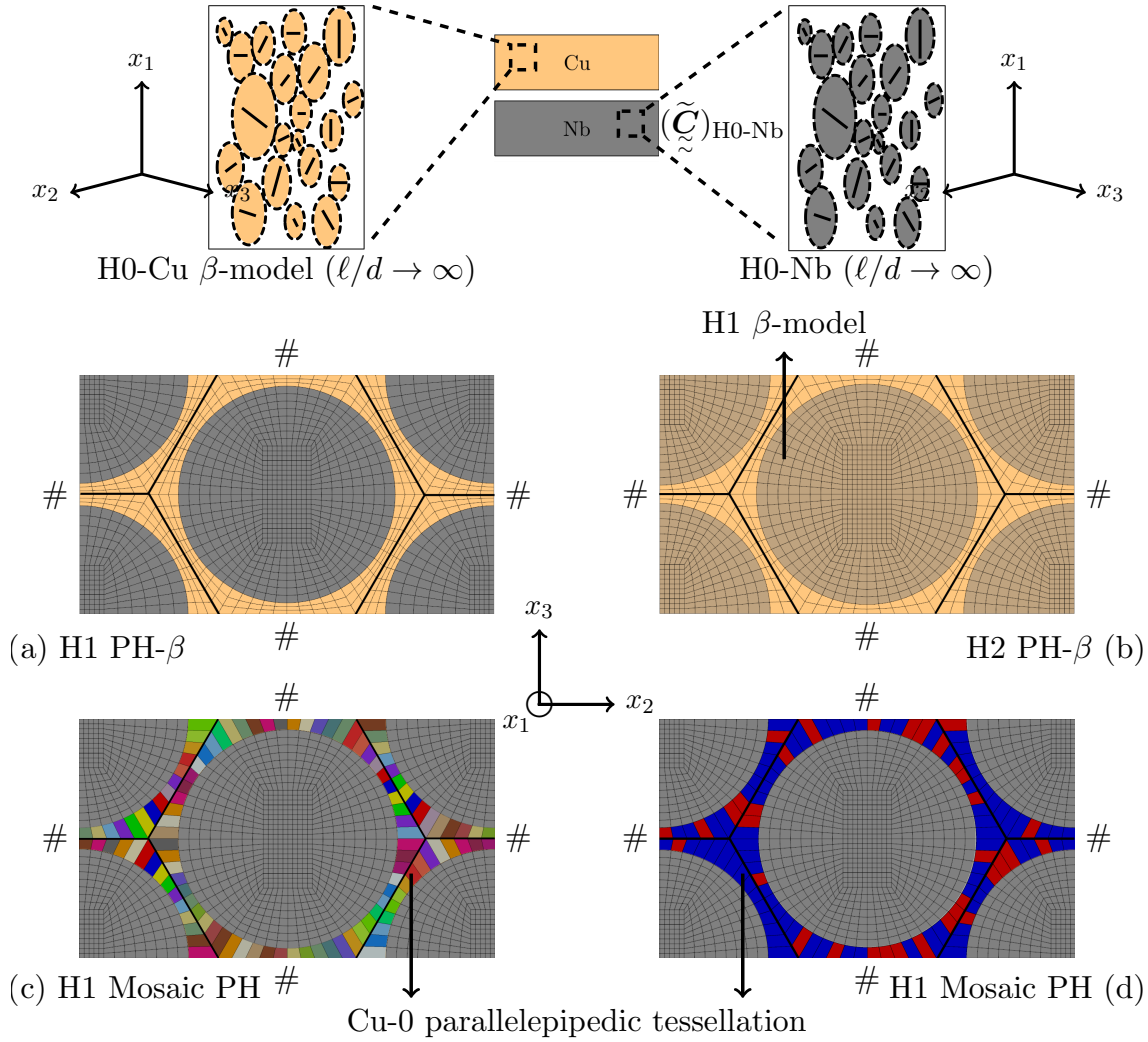 x₁
x₂
x₃
Cu
Nb
(C̃)H0-Nb
x₁
x₂
x₃
H0-Cu β-model (ℓ/d → ∞)
H0-Nb (ℓ/d → ∞)
H1 β-model
#
#
#
#
#
#
#
#
(a) H1 PH-β
H2 PH-β (b)
x₃
x₂
x₁
#
#
#
#
#
#
#
#
(c) H1 Mosaic PH
H1 Mosaic PH (d)
Cu-0 parallelepipedic tessellation